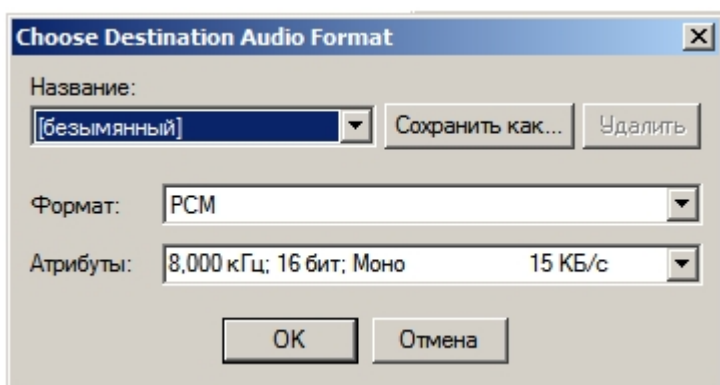 Choose Destination Audio Format
Название:
[безымянный] Сохранить как... Удалить
Формат: PCM
Атрибуты: 8,000 кГц; 16 бит; Моно 15 КБ/с
OK Отмена